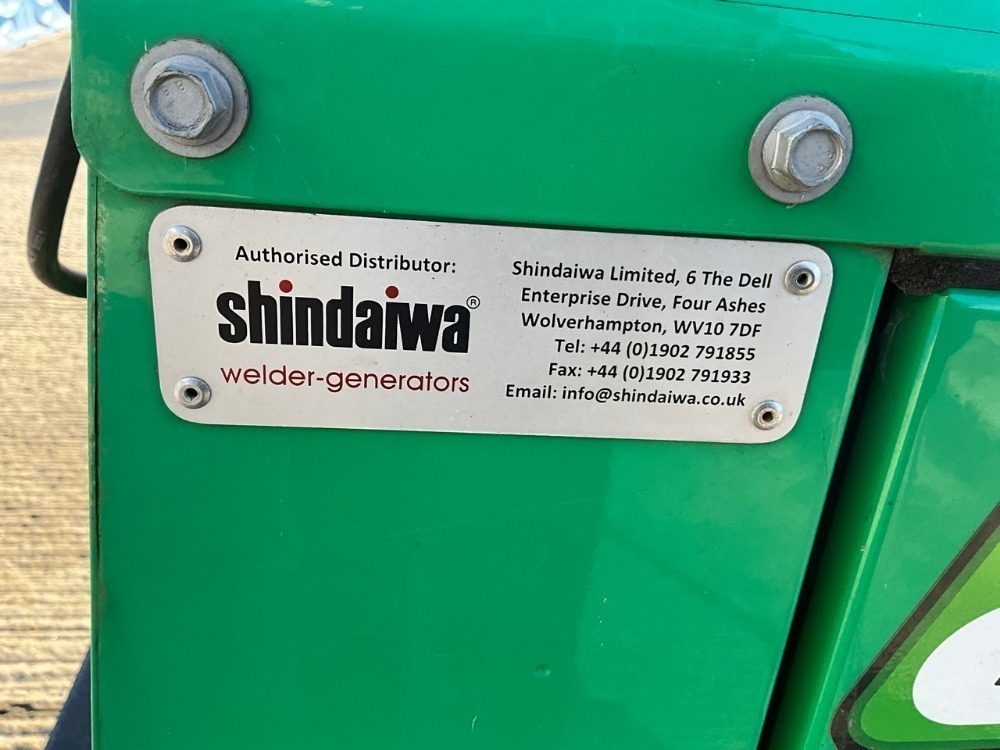 Authorised Distributor:
shindaiwa®
welder-generators
Shindaiwa Limited, 6 The Dell
Enterprise Drive, Four Ashes
Wolverhampton, WV10 7DF
Tel: +44 (0)1902 791855
Fax: +44 (0)1902 791933
Email: info@shindaiwa.co.uk